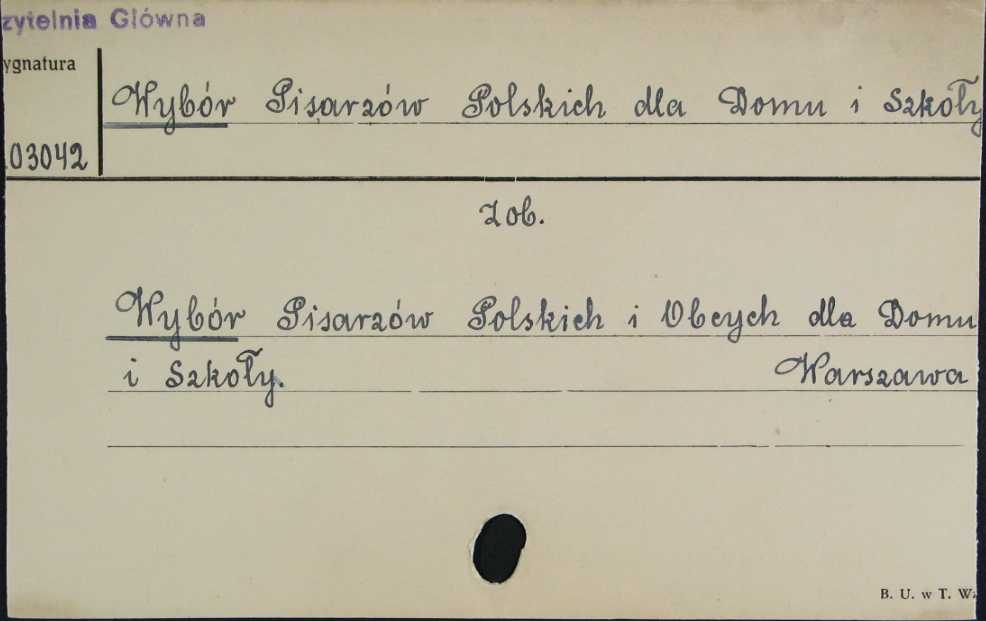 zytelnia Główna
ygnatura
Wybór Pisarzów Polskich dla Domu i Szkoły
.03042
Zob.
Wybór Pisarzów Polskich i Obcych dla Domu
i Szkoły. Warszawa
B. U. w T. Wa